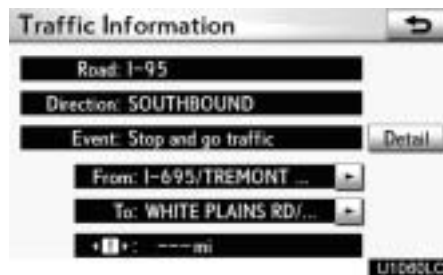 Traffic Information
Road: I-95
Direction: SOUTHBOUND
Event: Stop and go traffic
Detail
From: I-695/TREMONT ...
To: WHITE PLAINS RD/...
: ---mi